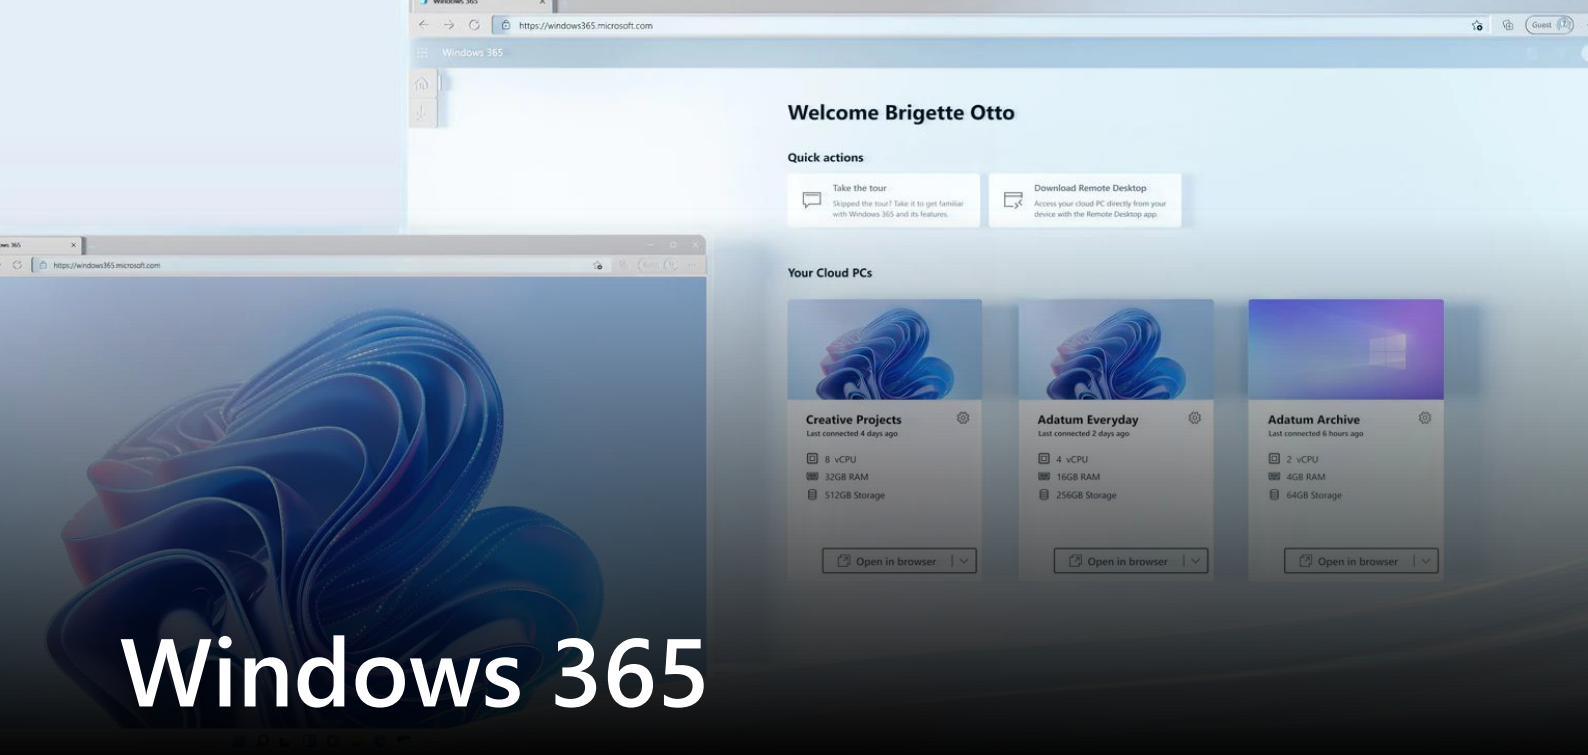 Windows 365
https://windows365.microsoft.com
Guest
Windows 365
Welcome Brigette Otto
Quick actions
Take the tour
Skipped the tour? Take it to get familiar
with Windows 365 and its features.
Download Remote Desktop
Access your cloud PC directly from your
device with the Remote Desktop app.
Your Cloud PCs
Creative Projects
Last connected 4 days ago
8 vCPU
32GB RAM
512GB Storage
Open in browser
Adatum Everyday
Last connected 2 days ago
4 vCPU
16GB RAM
256GB Storage
Open in browser
Adatum Archive
Last connected 6 hours ago
2 vCPU
4GB RAM
64GB Storage
Open in browser
365
https://windows365.microsoft.com
Windows 365